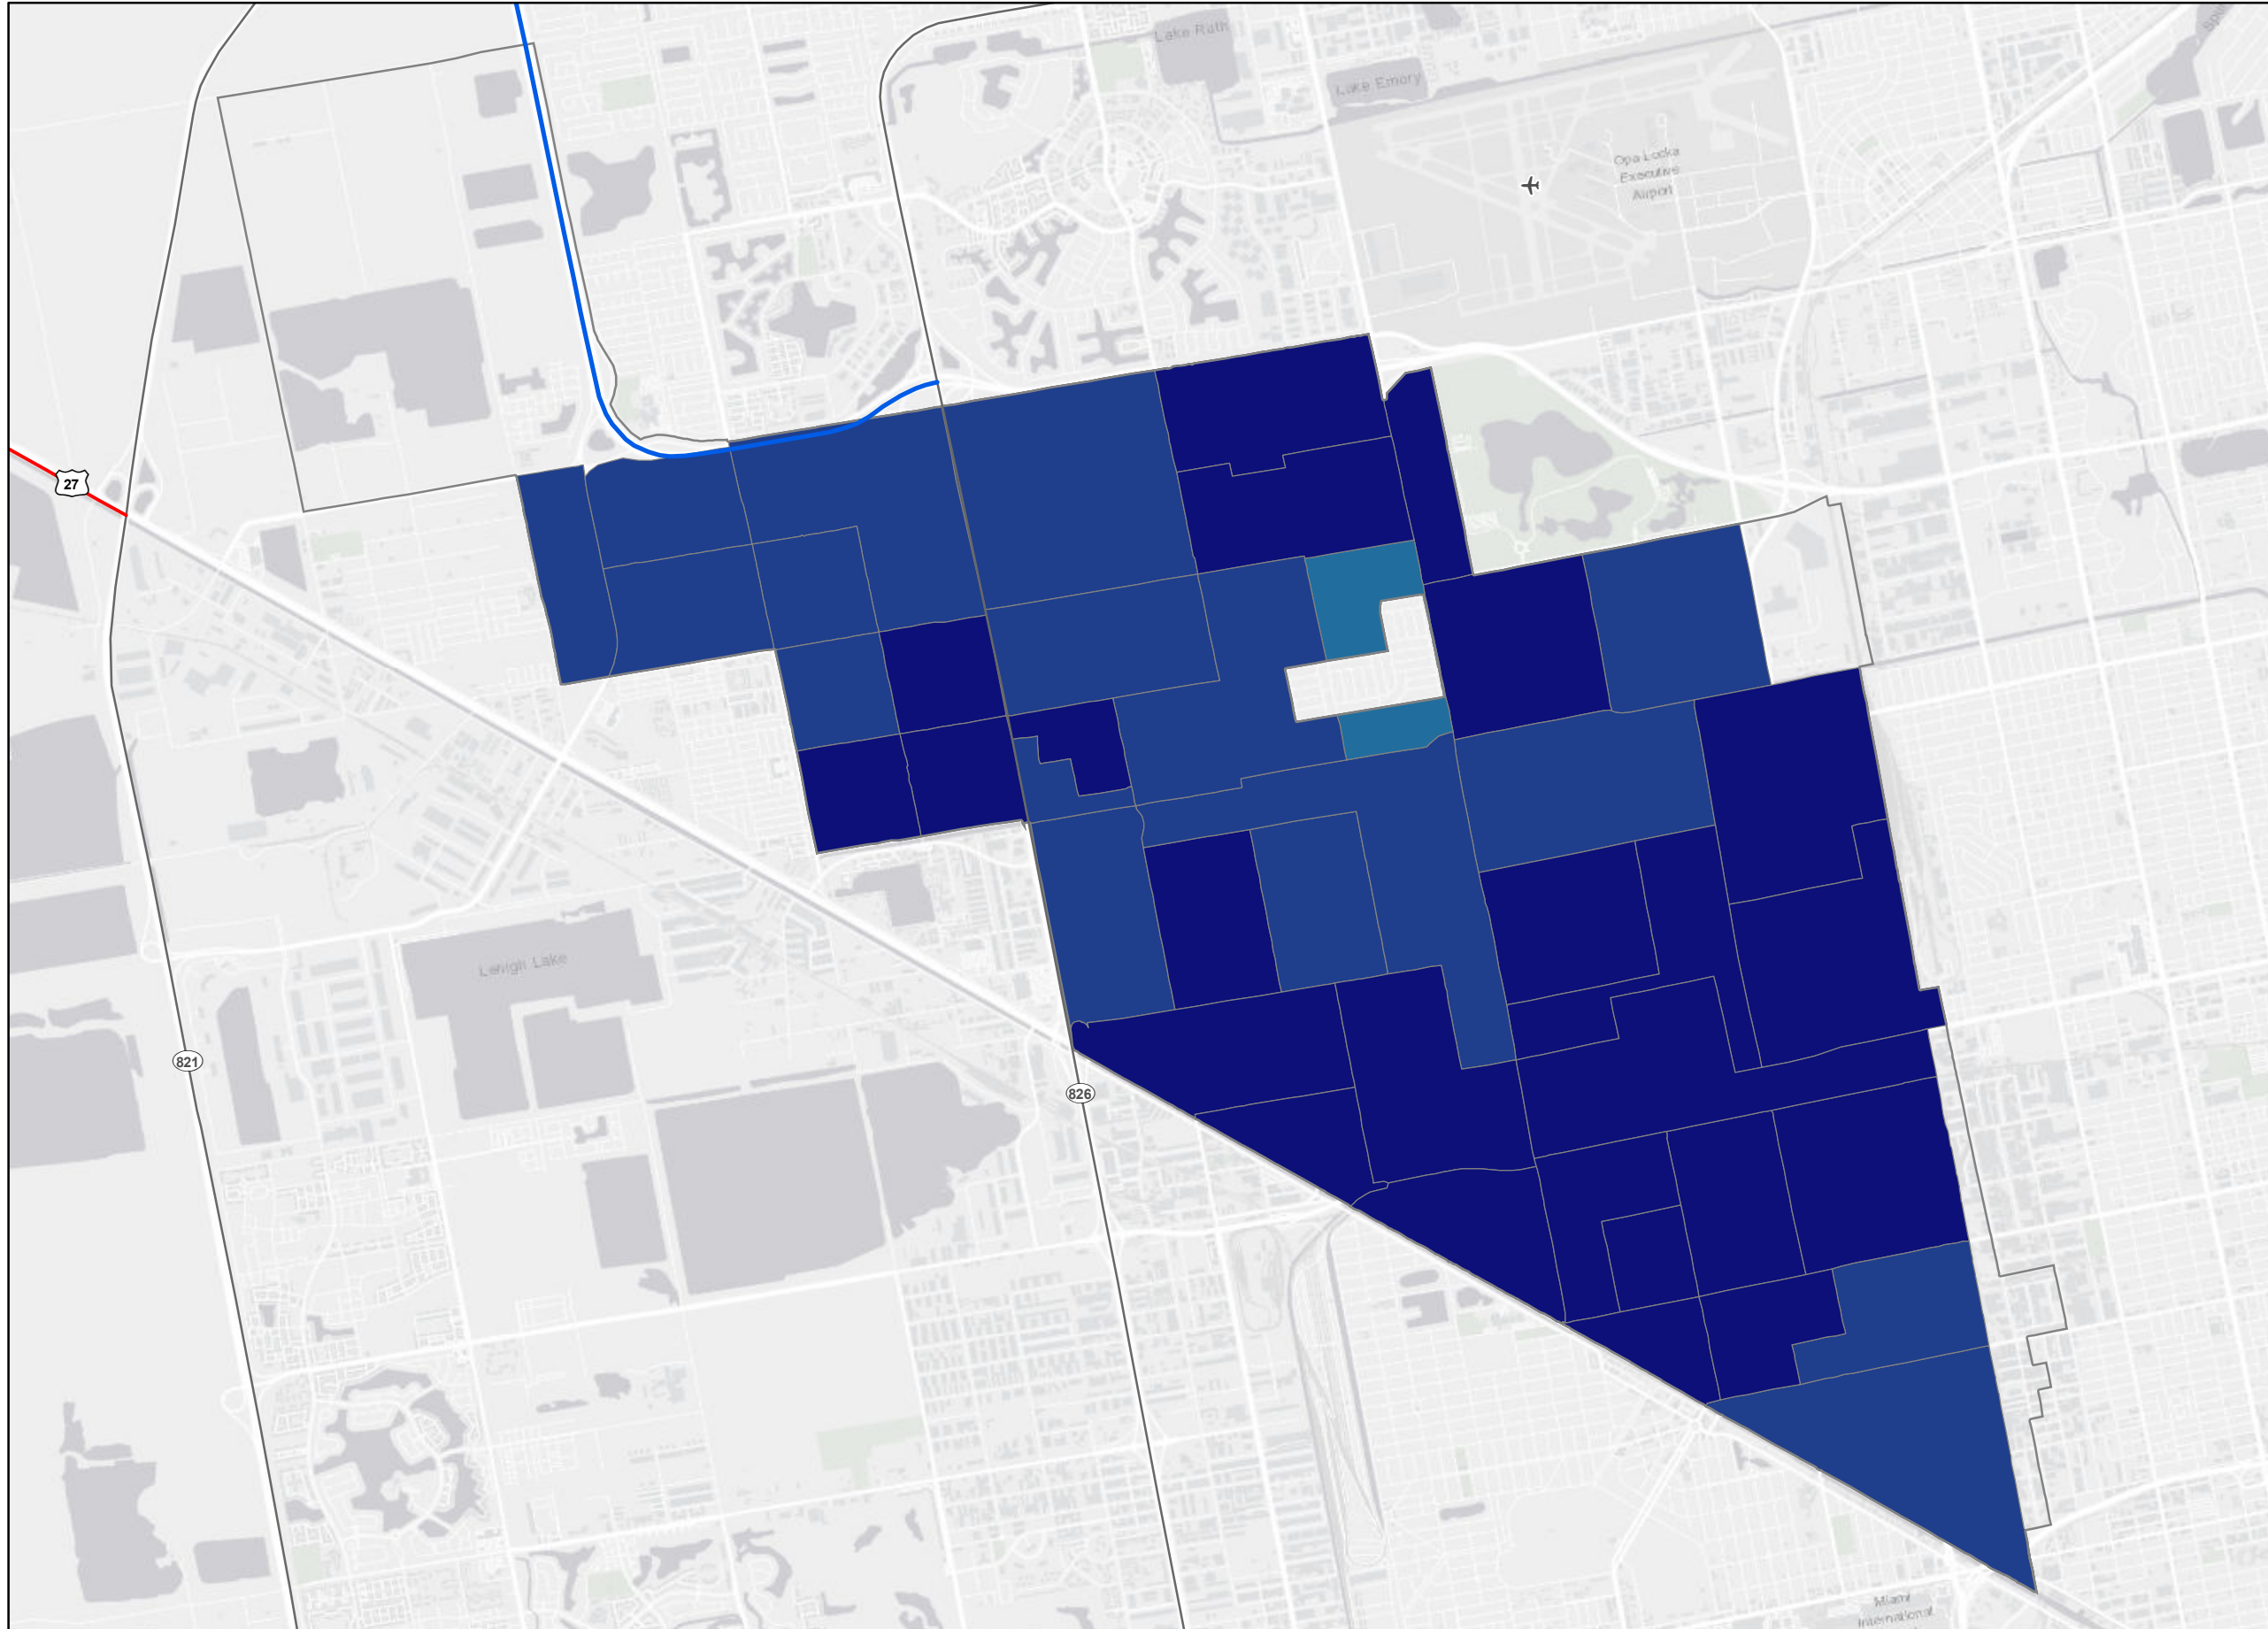 Lake Ruth
Lake Emory
Opa Locka
Executive
Airport
27
Lehigh Lake
821
826
Miami
International